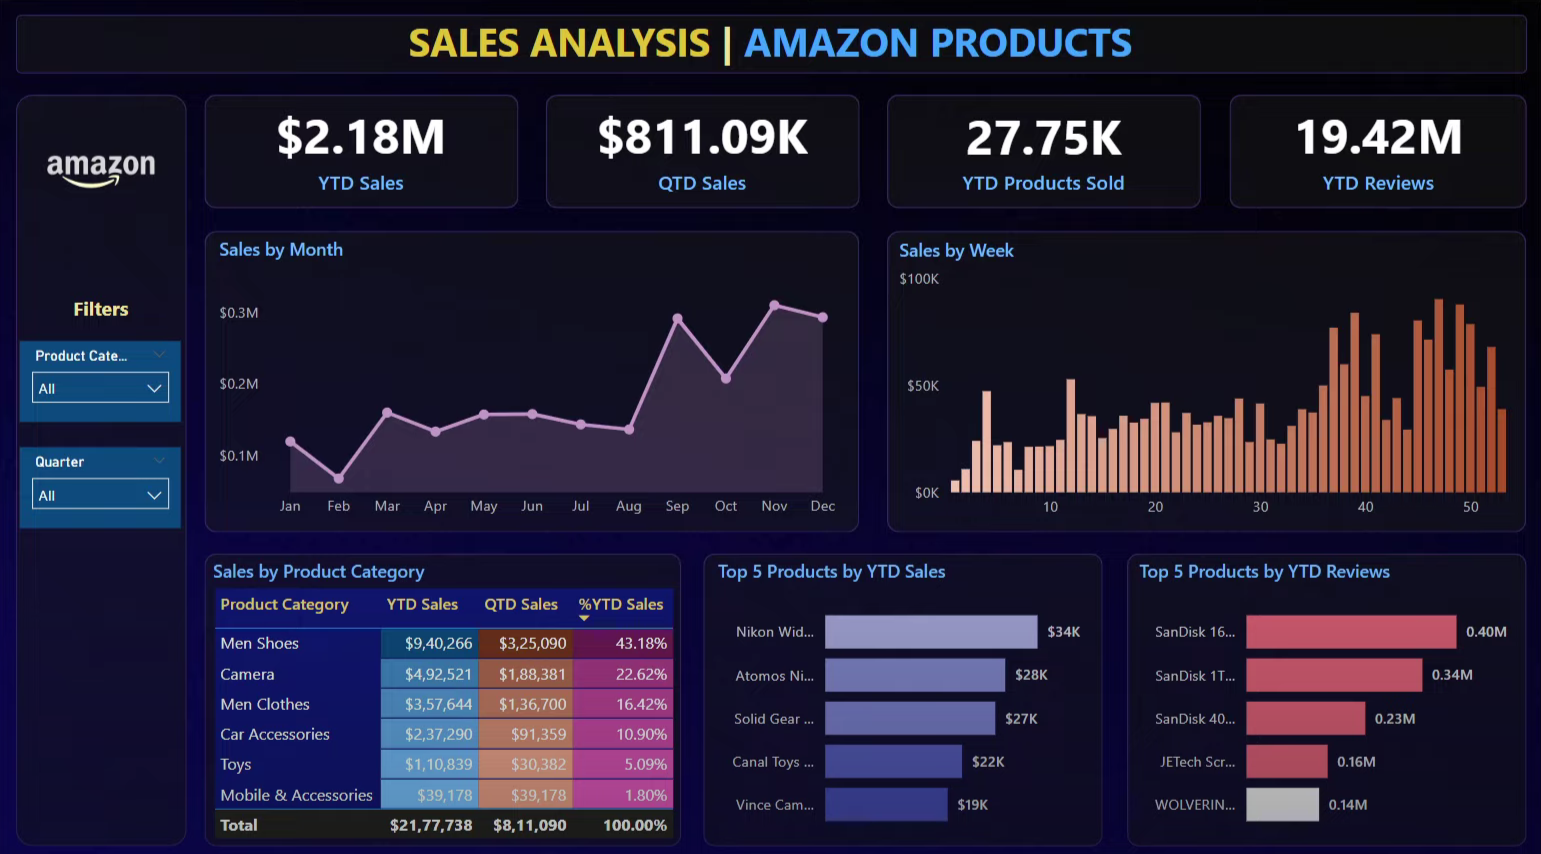 SALES ANALYSIS | AMAZON PRODUCTS
amazon
Filters
Product Cate...
All
Quarter
All
$2.18M
YTD Sales
$811.09K
QTD Sales
27.75K
YTD Products Sold
19.42M
YTD Reviews
Sales by Month
$0.3M
$0.2M
$0.1M
Jan Feb Mar Apr May Jun Jul Aug Sep Oct Nov Dec
Sales by Week
$100K
$50K
$0K
10 20 30 40 50
Sales by Product Category
Product Category YTD Sales QTD Sales %YTD Sales
Men Shoes $9,40,266 $3,25,090 43.18%
Camera $4,92,521 $1,88,381 22.62%
Men Clothes $3,57,644 $1,36,700 16.42%
Car Accessories $2,37,290 $91,359 10.90%
Toys $1,10,839 $30,382 5.09%
Mobile & Accessories $39,178 $39,178 1.80%
Total $21,77,738 $8,11,090 100.00%
Top 5 Products by YTD Sales
Nikon Wid... $34K
Atomos Ni... $28K
Solid Gear ... $27K
Canal Toys ... $22K
Vince Cam... $19K
Top 5 Products by YTD Reviews
SanDisk 16... 0.40M
SanDisk 1T... 0.34M
SanDisk 40... 0.23M
JETech Scr... 0.16M
WOLVERIN... 0.14M